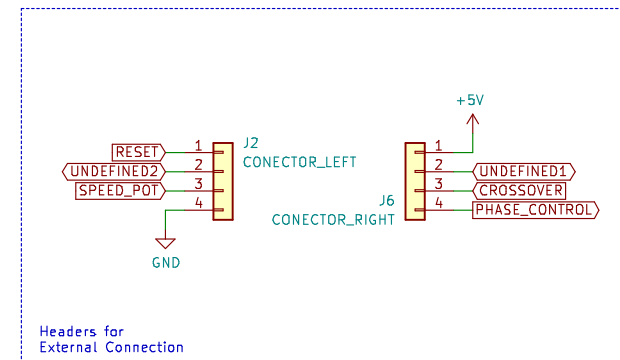 +5V
J2
CONECTOR_LEFT
RESET 1
UNDEFINED2 2
SPEED_POT 3
4
GND
1
2 UNDEFINED1
3 CROSSOVER
4 PHASE_CONTROL
J6
CONECTOR_RIGHT
Headers for
External Connection